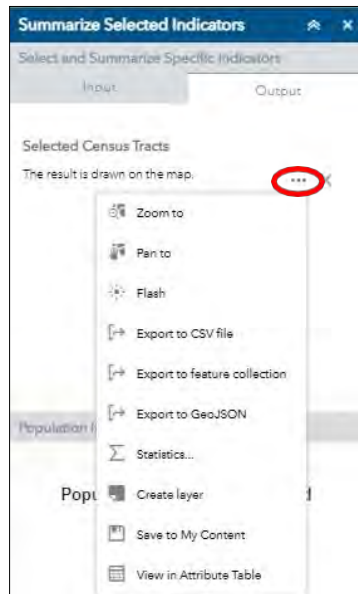 Summarize Selected Indicators
Select and Summarize Specific Indicators
Input Output
Selected Census Tracts
The result is drawn on the map.
Zoom to
Pan to
Flash
Export to CSV file
Export to feature collection
Export to GeoJSON
Population
Statistics...
Popu
Create layer
Save to My Content
View in Attribute Table